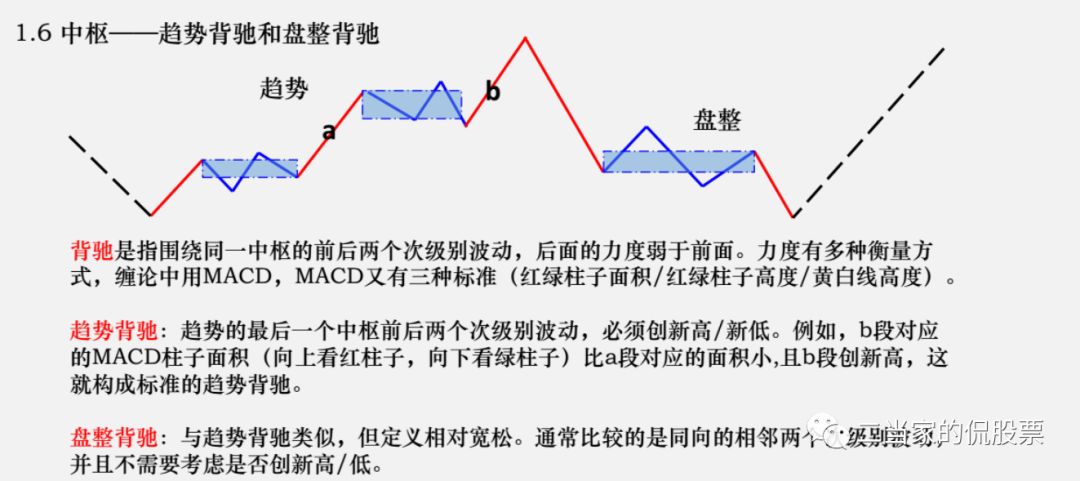 1.6 中枢——趋势背驰和盘整背驰
趋势
b
盘整
a
背驰是指围绕同一中枢的前后两个次级别波动，后面的力度弱于前面。力度有多种衡量方
式，缠论中用MACD，MACD又有三种标准（红绿柱子面积/红绿柱子高度/黄白线高度）。
趋势背驰：趋势的最后一个中枢前后两个次级别波动，必须创新高/新低。例如，b段对应
的MACD柱子面积（向上看红柱子，向下看绿柱子）比a段对应的面积小,且b段创新高，这
就构成标准的趋势背驰。
盘整背驰：与趋势背驰类似，但定义相对宽松。通常比较的是同向的相邻两个次级别波动，
并且不需要考虑是否创新高/低。
二当家的侃股票